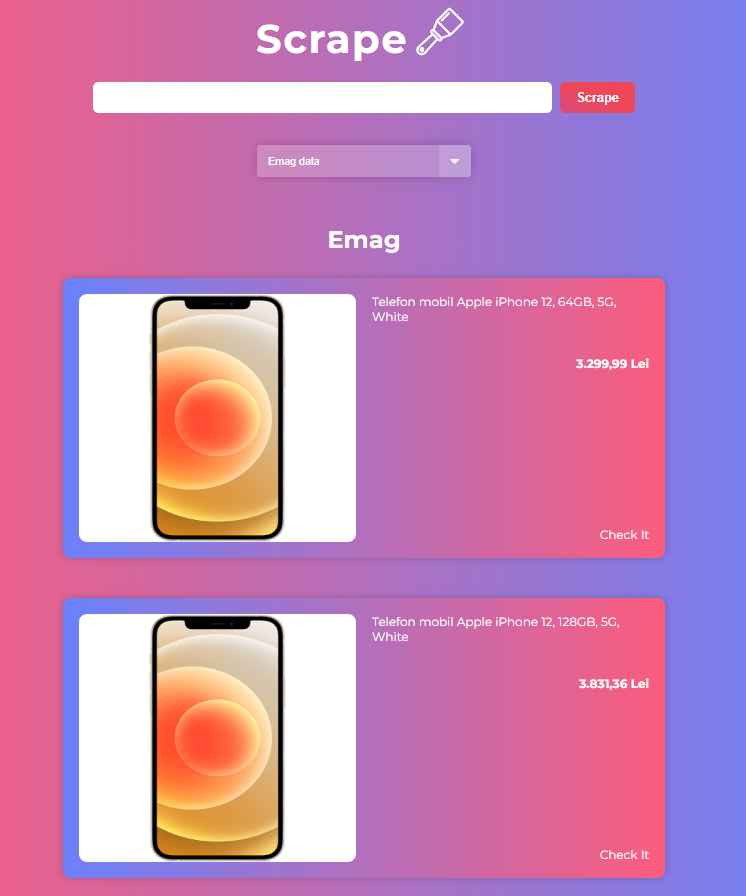 Scrape
Scrape
Emag data
Emag
Telefon mobil Apple iPhone 12, 64GB, 5G,
White
3.299,99 Lei
Check It
Telefon mobil Apple iPhone 12, 128GB, 5G,
White
3.831,36 Lei
Check It